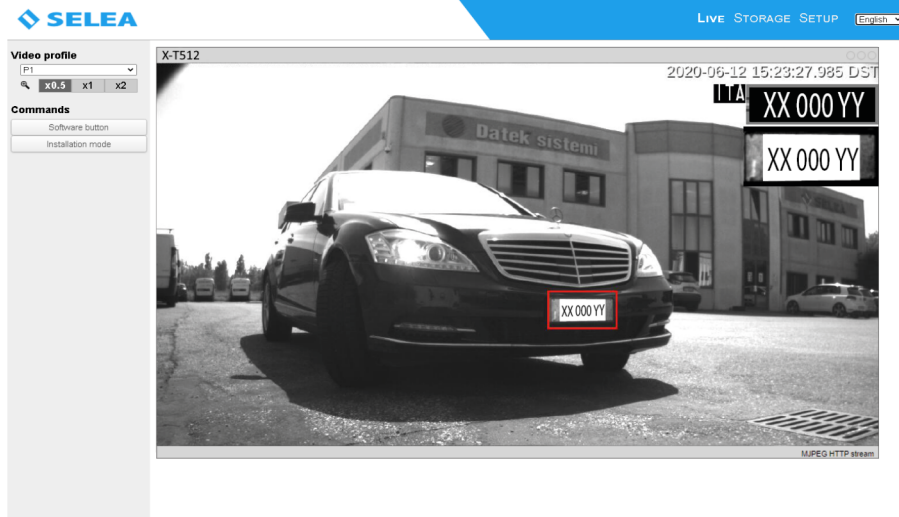 SELEA
LIVE STORAGE SETUP English
Video profile
P1
x0.5 x1 x2
Commands
Software button
Installation mode
X-T512
2020-06-12 15:23:27.985 DST
ITA XX 000 YY
XX 000 YY
Datek sistemi
SELEA
XX 000 YY
MJPEG HTTP stream